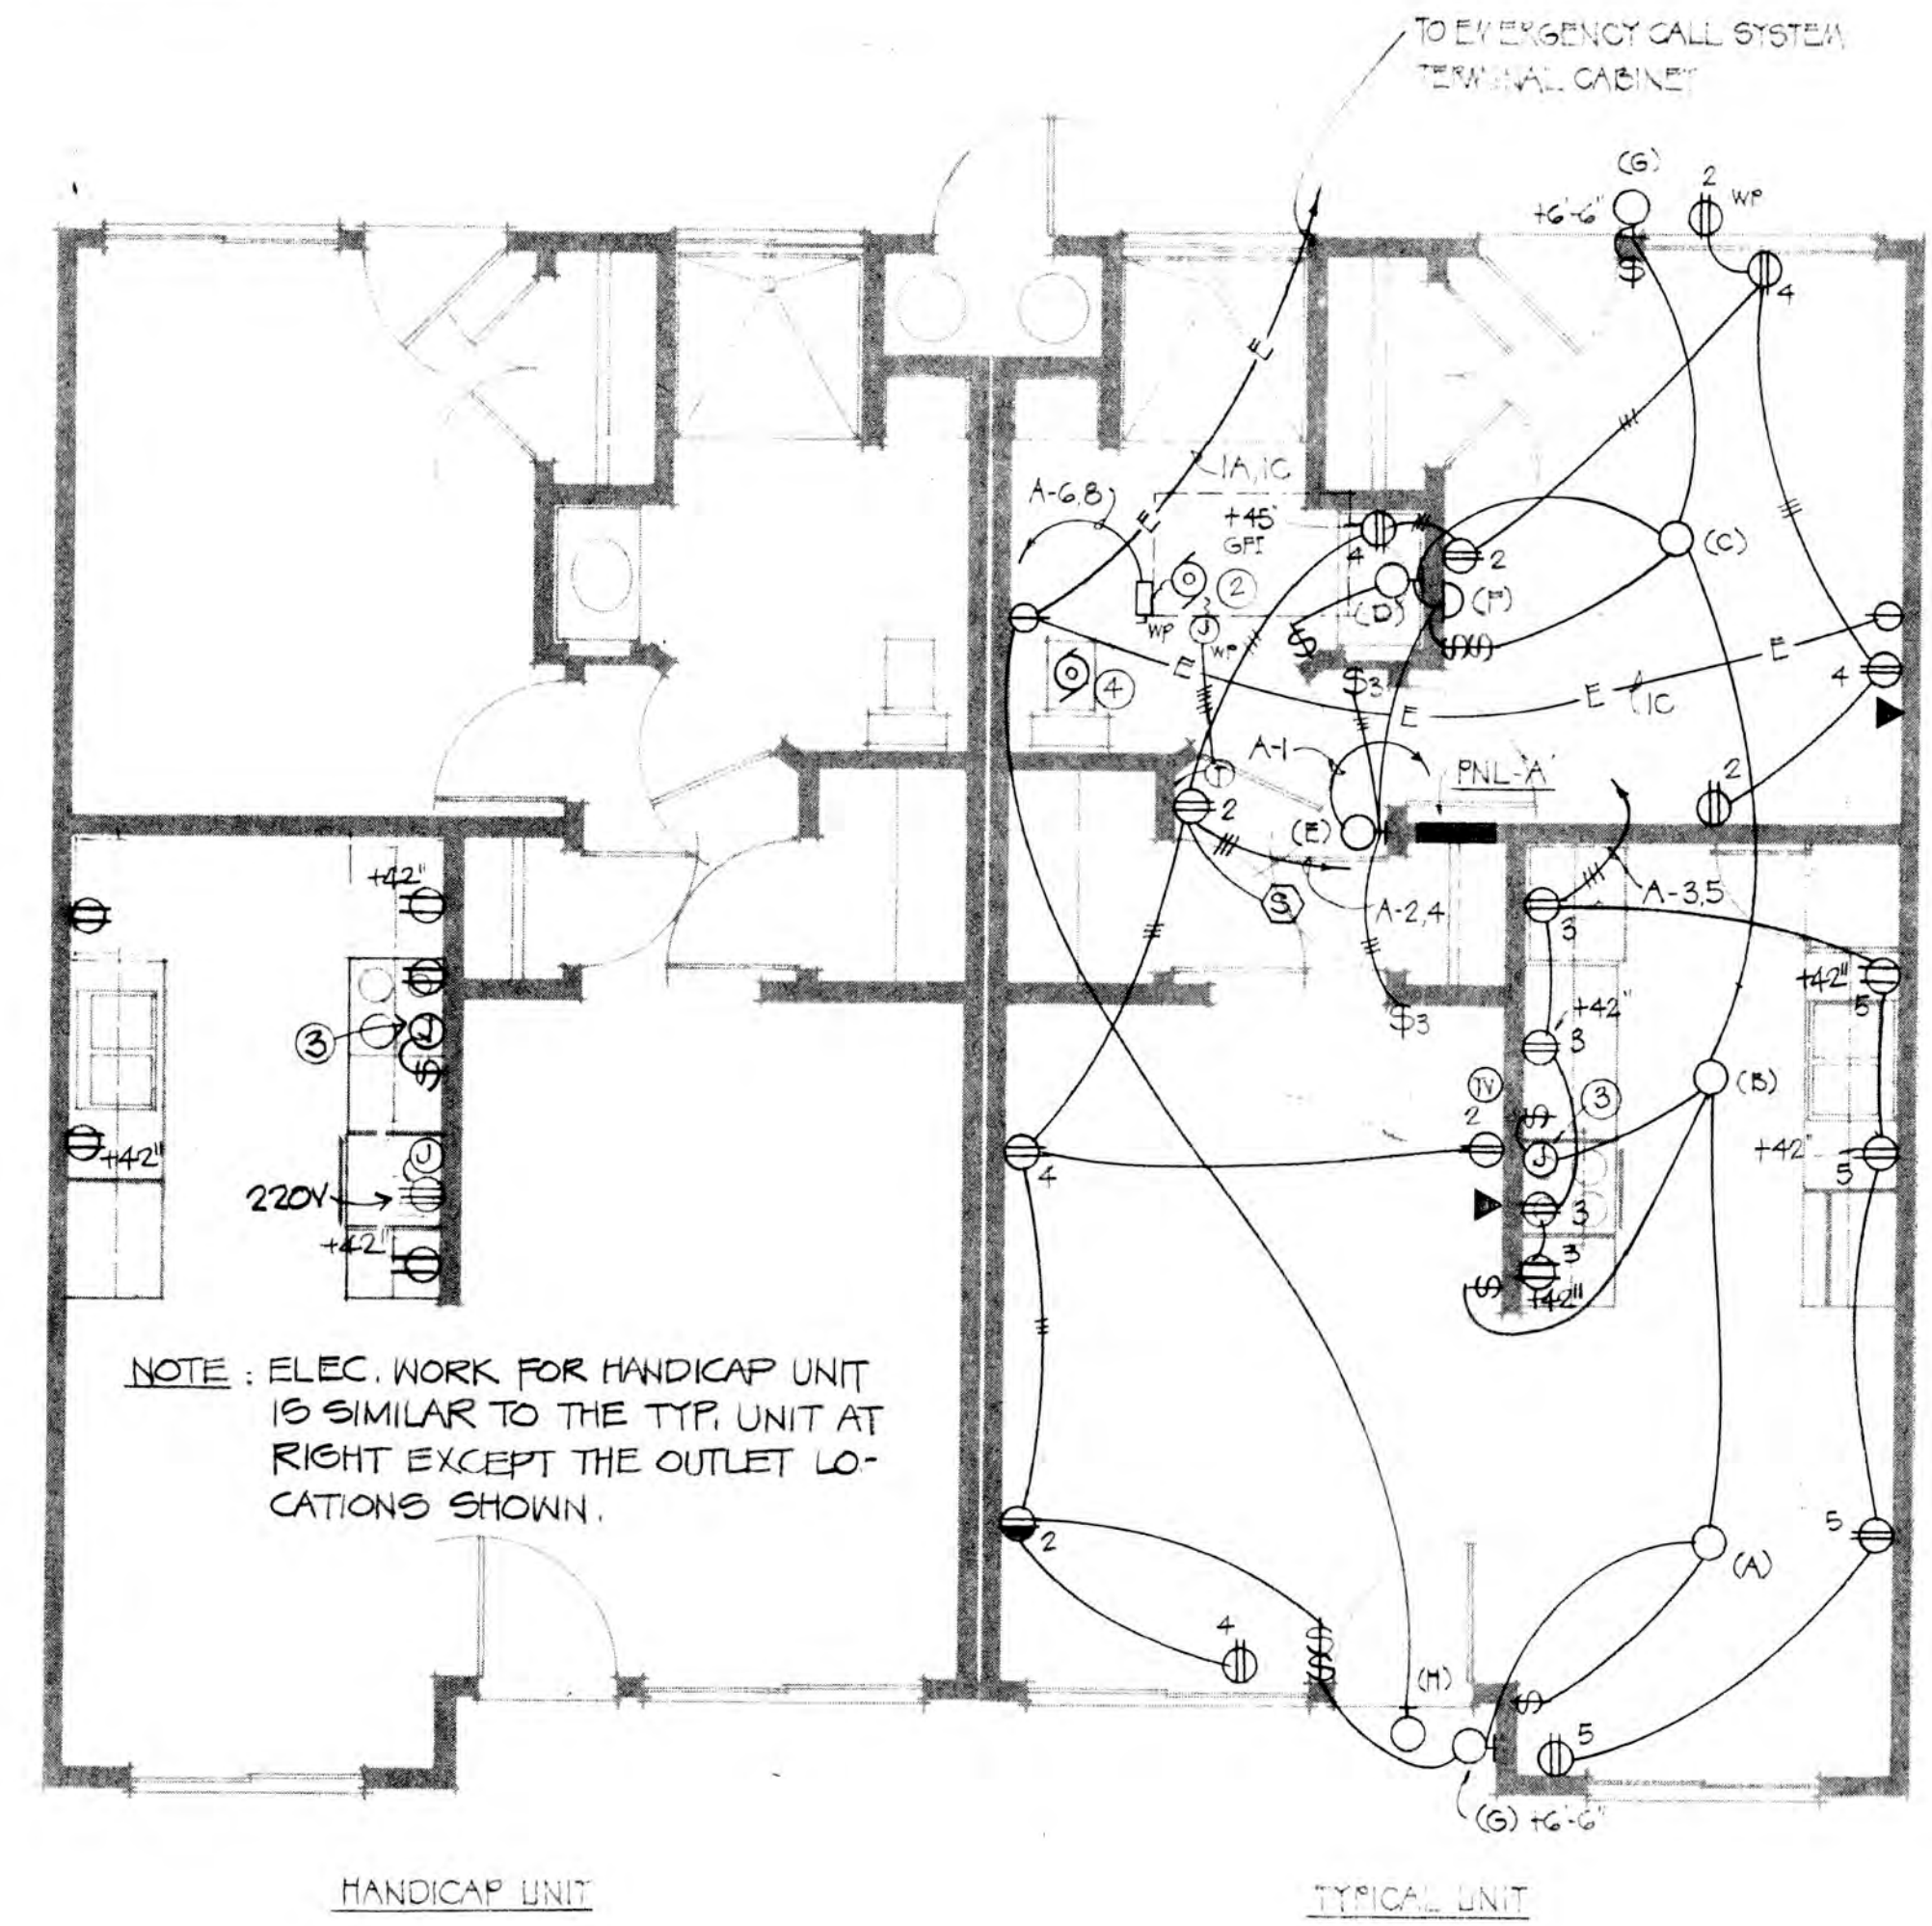 TO EMERGENCY CALL SYSTEM
TERMINAL CABINET
(G)
+6'-6"
2
WP
4
E
1A,1C
A-6,8
+45"
GFI
E
4
2
(C)
2
(D)
(F)
WP
J
WP
$
$$
E
E
4
$3
4
E
1C
E
A-1
PNL-A
T
2
(E)
2
S
A-2,4
A-3,5
3
+42"
5
$3
+42"
3
TV
2
(B)
$
3
4
J
+42"
5
3
3
+42"
$
+42"
3
J
$
+42"
J
220V
+42"
NOTE : ELEC. WORK FOR HANDICAP UNIT
IS SIMILAR TO THE TYP. UNIT AT
RIGHT EXCEPT THE OUTLET LO-
CATIONS SHOWN.
2
5
(A)
4
$$
(H)
$
5
(G) +6'-6"
HANDICAP UNIT
TYPICAL UNIT